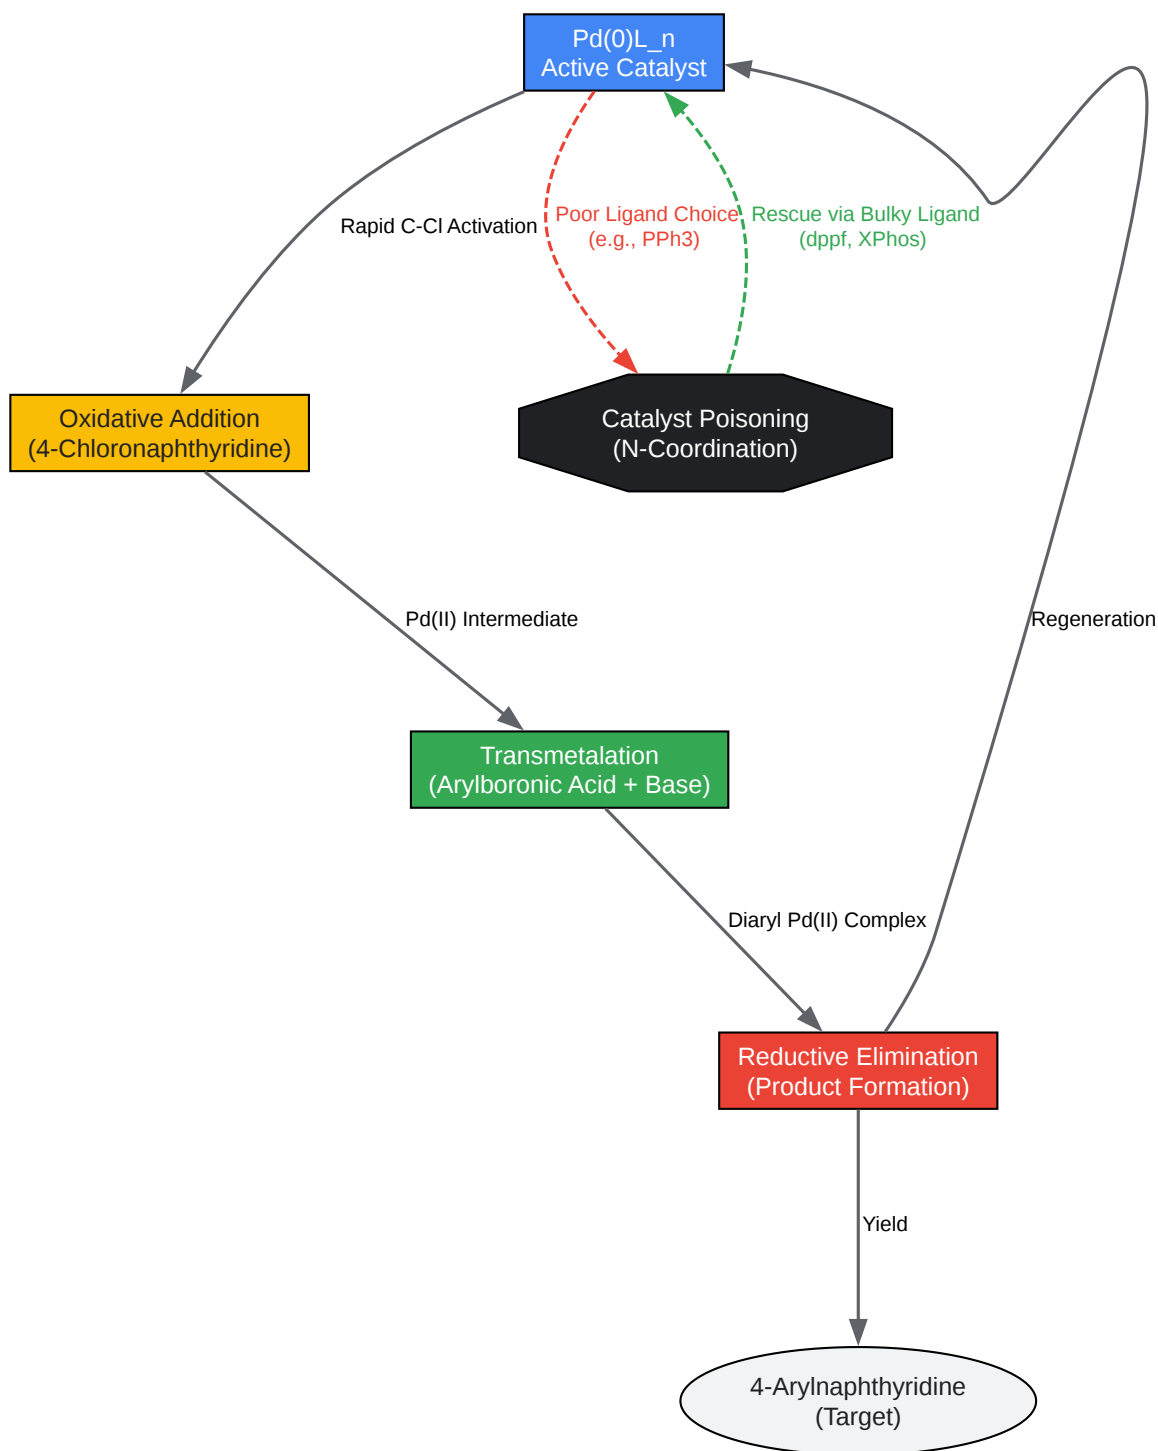 Pd(0)L_n
Active Catalyst
Rapid C-Cl Activation
Poor Ligand Choice
(e.g., PPh3)
Rescue via Bulky Ligand
(dppf, XPhos)
Oxidative Addition
(4-Chloronaphthyridine)
Catalyst Poisoning
(N-Coordination)
Pd(II) Intermediate
Regeneration
Transmetalation
(Arylboronic Acid + Base)
Diaryl Pd(II) Complex
Reductive Elimination
(Product Formation)
Yield
4-Arylnaphthyridine
(Target)